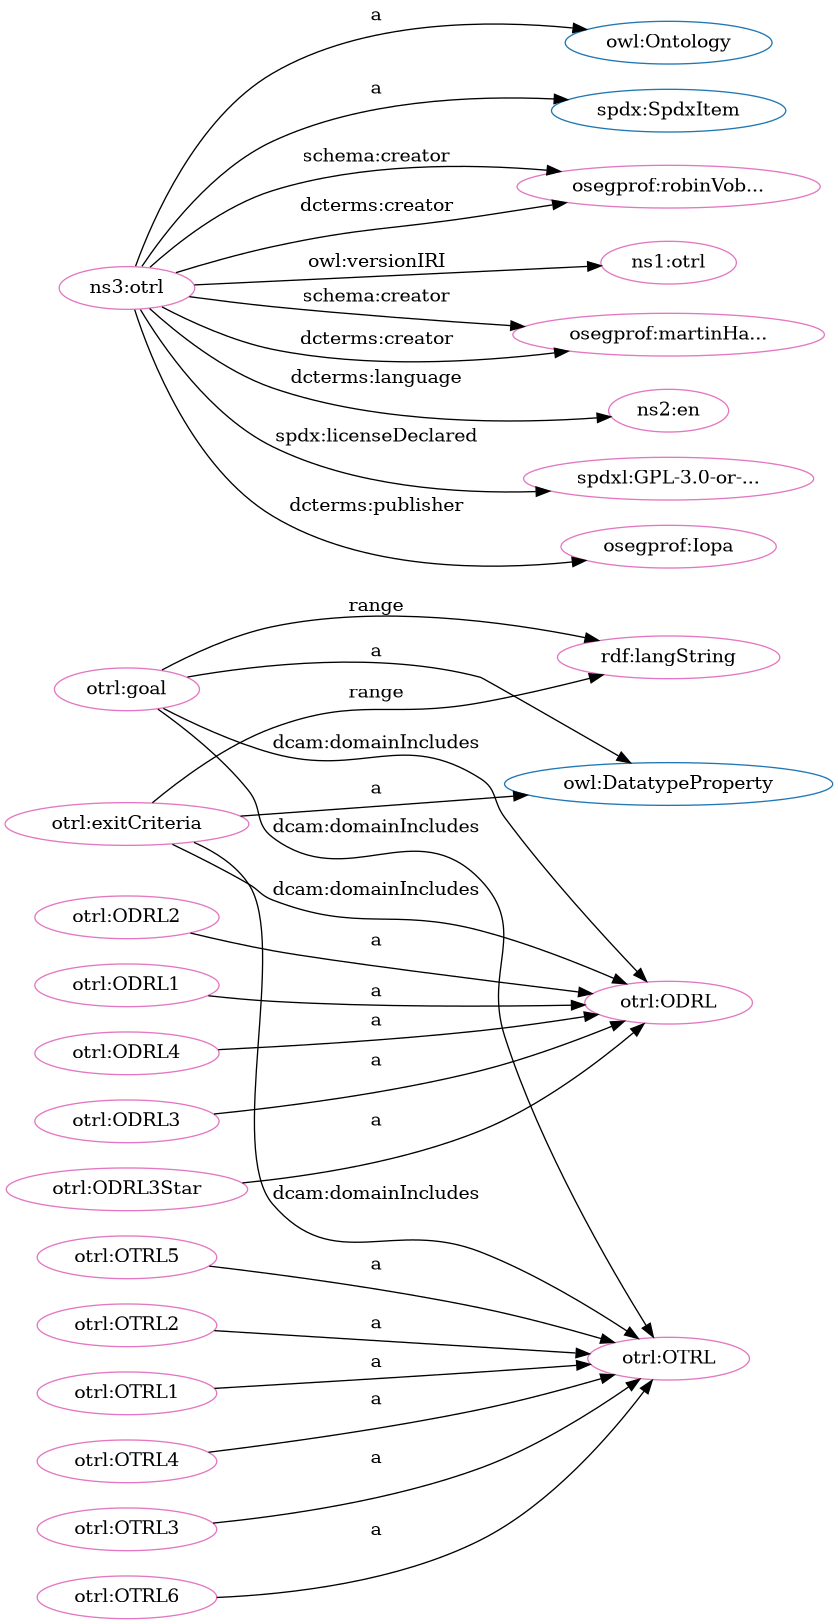 a
owl:Ontology
a
spdx:SpdxItem
schema:creator
osegprof:robinVob...
dcterms:creator
owl:versionIRI
ns1:otrl
ns3:otrl
schema:creator
osegprof:martinHa...
dcterms:creator
dcterms:language
ns2:en
spdx:licenseDeclared
spdxl:GPL-3.0-or-...
dcterms:publisher
osegprof:Iopa
range
rdf:langString
a
otrl:goal
range
dcam:domainIncludes
owl:DatatypeProperty
a
otrl:exitCriteria
dcam:domainIncludes
dcam:domainIncludes
otrl:ODRL2
a
otrl:ODRL1
a
otrl:ODRL
a
otrl:ODRL4
a
otrl:ODRL3
a
otrl:ODRL3Star
dcam:domainIncludes
otrl:OTRL5
a
otrl:OTRL2
a
otrl:OTRL
a
otrl:OTRL1
a
otrl:OTRL4
a
otrl:OTRL3
a
otrl:OTRL6